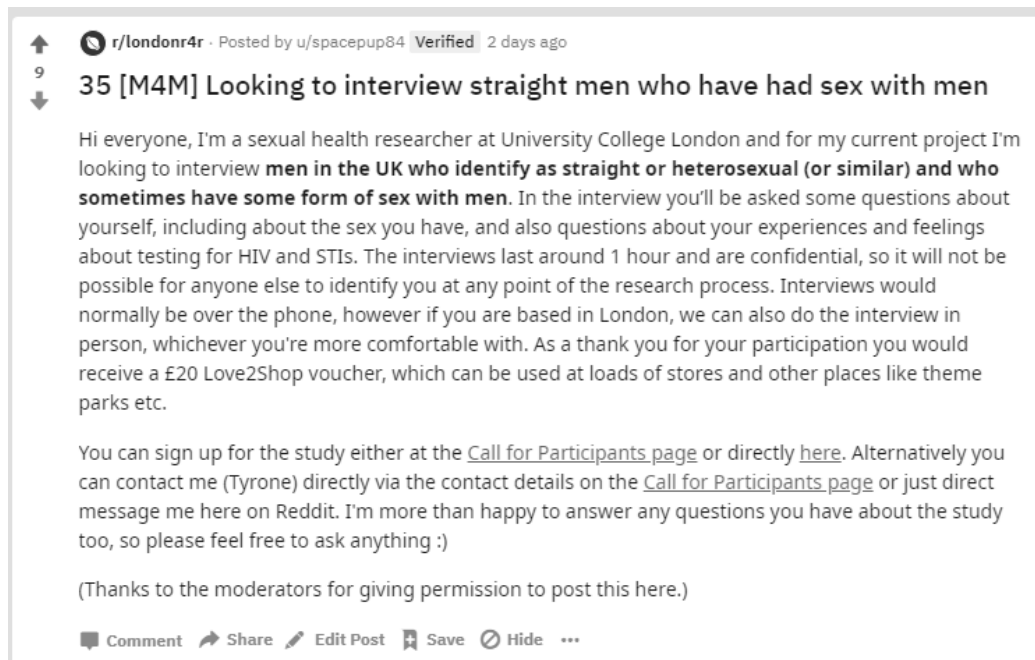 r/londonr4r · Posted by u/spacepup84 Verified 2 days ago
9
35 [M4M] Looking to interview straight men who have had sex with men
Hi everyone, I'm a sexual health researcher at University College London and for my current project I'm
looking to interview men in the UK who identify as straight or heterosexual (or similar) and who
sometimes have some form of sex with men. In the interview you'll be asked some questions about
yourself, including about the sex you have, and also questions about your experiences and feelings
about testing for HIV and STIs. The interviews last around 1 hour and are confidential, so it will not be
possible for anyone else to identify you at any point of the research process. Interviews would
normally be over the phone, however if you are based in London, we can also do the interview in
person, whichever you're more comfortable with. As a thank you for your participation you would
receive a £20 Love2Shop voucher, which can be used at loads of stores and other places like theme
parks etc.
You can sign up for the study either at the Call for Participants page or directly here. Alternatively you
can contact me (Tyrone) directly via the contact details on the Call for Participants page or just direct
message me here on Reddit. I'm more than happy to answer any questions you have about the study
too, so please feel free to ask anything :)
(Thanks to the moderators for giving permission to post this here.)
Comment Share Edit Post Save Hide ...